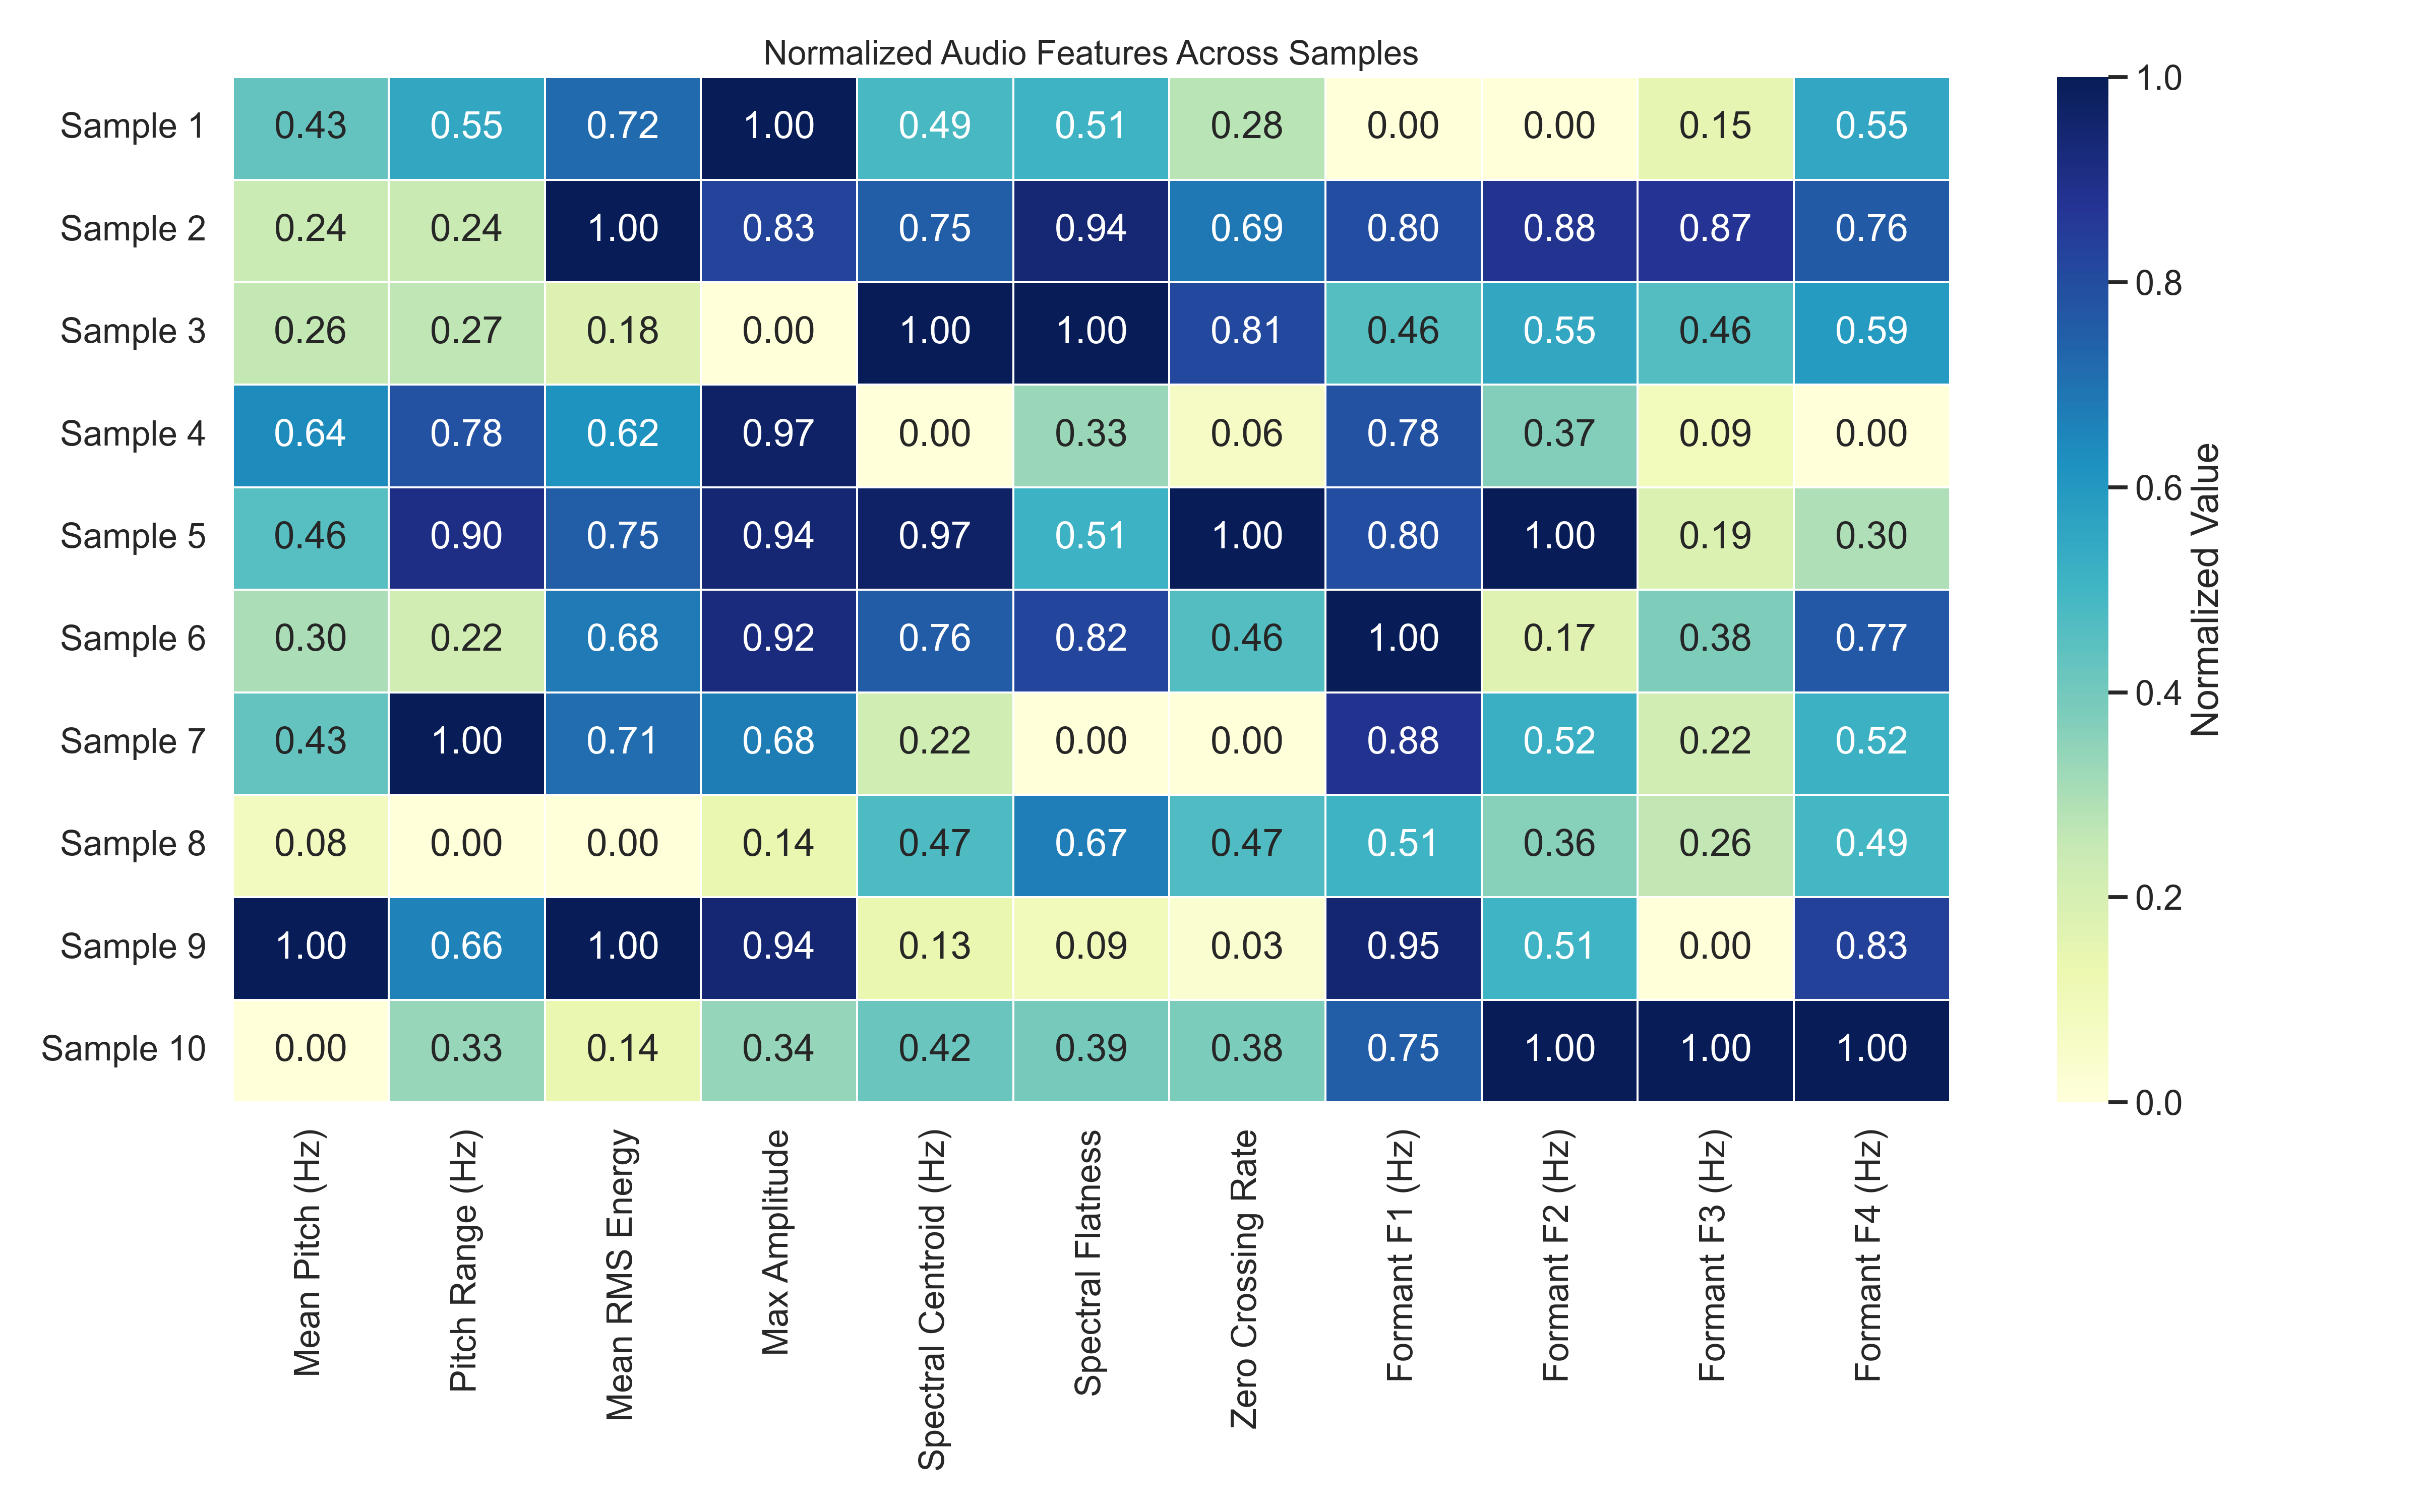 Normalized Audio Features Across Samples
Sample 1 0.43 0.55 0.72 1.00 0.49 0.51 0.28 0.00 0.00 0.15 0.55
Sample 2 0.24 0.24 1.00 0.83 0.75 0.94 0.69 0.80 0.88 0.87 0.76
Sample 3 0.26 0.27 0.18 0.00 1.00 1.00 0.81 0.46 0.55 0.46 0.59
Sample 4 0.64 0.78 0.62 0.97 0.00 0.33 0.06 0.78 0.37 0.09 0.00
Sample 5 0.46 0.90 0.75 0.94 0.97 0.51 1.00 0.80 1.00 0.19 0.30
Sample 6 0.30 0.22 0.68 0.92 0.76 0.82 0.46 1.00 0.17 0.38 0.77
Sample 7 0.43 1.00 0.71 0.68 0.22 0.00 0.00 0.88 0.52 0.22 0.52
Sample 8 0.08 0.00 0.00 0.14 0.47 0.67 0.47 0.51 0.36 0.26 0.49
Sample 9 1.00 0.66 1.00 0.94 0.13 0.09 0.03 0.95 0.51 0.00 0.83
Sample 10 0.00 0.33 0.14 0.34 0.42 0.39 0.38 0.75 1.00 1.00 1.00
Mean Pitch (Hz)
Pitch Range (Hz)
Mean RMS Energy
Max Amplitude
Spectral Centroid (Hz)
Spectral Flatness
Zero Crossing Rate
Formant F1 (Hz)
Formant F2 (Hz)
Formant F3 (Hz)
Formant F4 (Hz)
1.0
0.8
0.6
0.4
0.2
0.0
Normalized Value